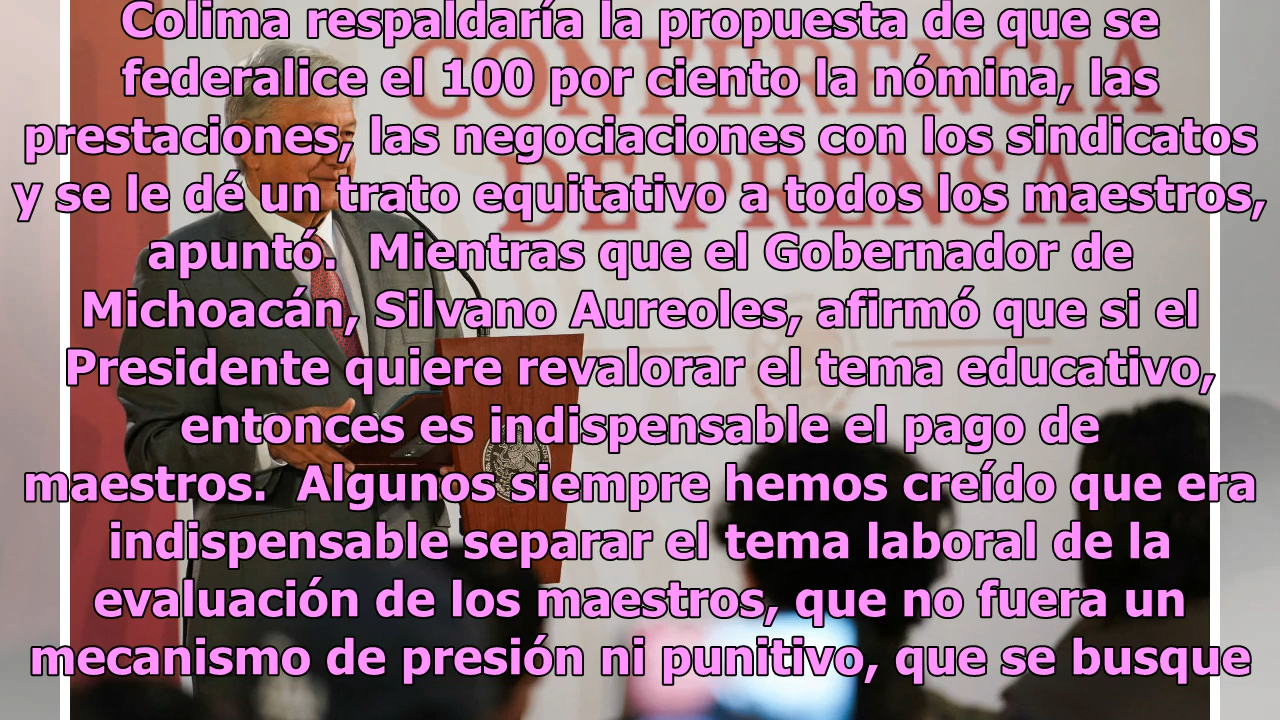 Colima respaldaría la propuesta de que se
federalice el 100 por ciento la nómina, las
prestaciones, las negociaciones con los sindicatos
y se le dé un trato equitativo a todos los maestros,
apuntó.  Mientras que el Gobernador de
Michoacán, Silvano Aureoles, afirmó que si el
Presidente quiere revalorar el tema educativo,
entonces es indispensable el pago de
maestros.  Algunos siempre hemos creído que era
indispensable separar el tema laboral de la
evaluación de los maestros, que no fuera un
mecanismo de presión ni punitivo, que se busque
CONFERENCIA
DE PRENSA